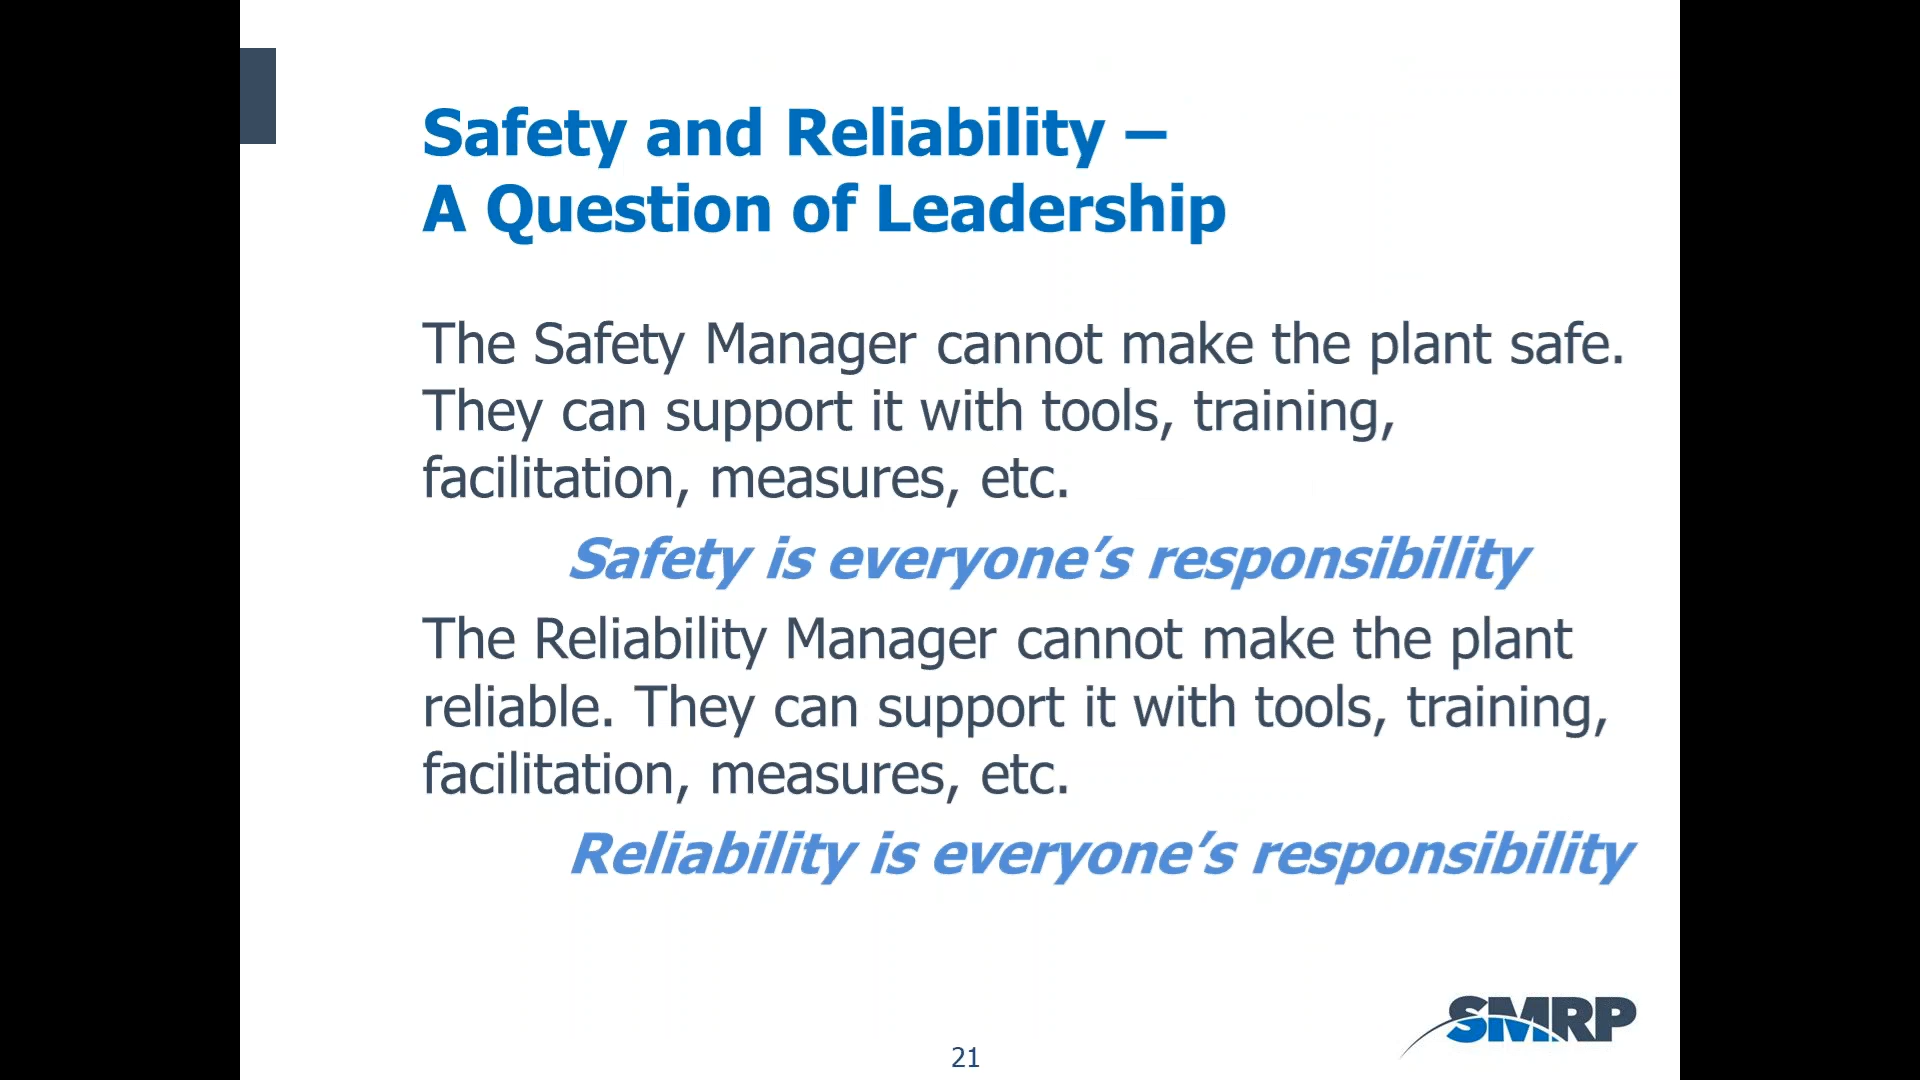 Safety and Reliability –
A Question of Leadership
The Safety Manager cannot make the plant safe.
They can support it with tools, training,
facilitation, measures, etc.
Safety is everyone’s responsibility
The Reliability Manager cannot make the plant
reliable. They can support it with tools, training,
facilitation, measures, etc.
Reliability is everyone’s responsibility
SMRP
21